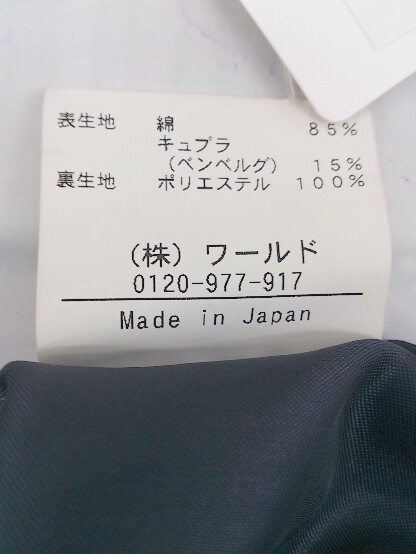 表生地 綿 85%
キュプラ
(ベンベルグ) 15%
裏生地 ポリエステル 100%
(株) ワールド
0120-977-917
Made in Japan